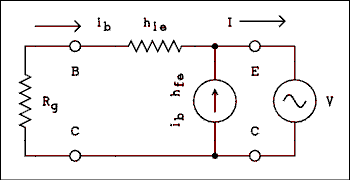 i_b h_ie I
B E
R_g i_b h_fe V
C C